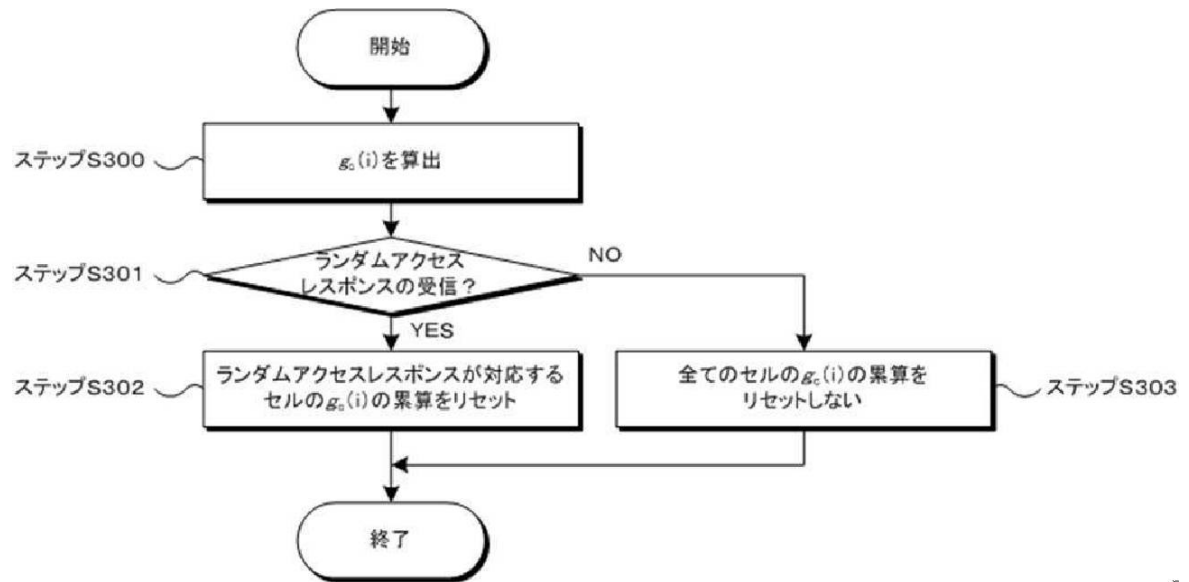 開始
ステップS300
gc(i)を算出
ステップS301
ランダムアクセス
レスポンスの受信?
NO
YES
ステップS302
ランダムアクセスレスポンスが対応する
セルのgc(i)の累算をリセット
全てのセルのgc(i)の累算を
リセットしない
ステップS303
終了